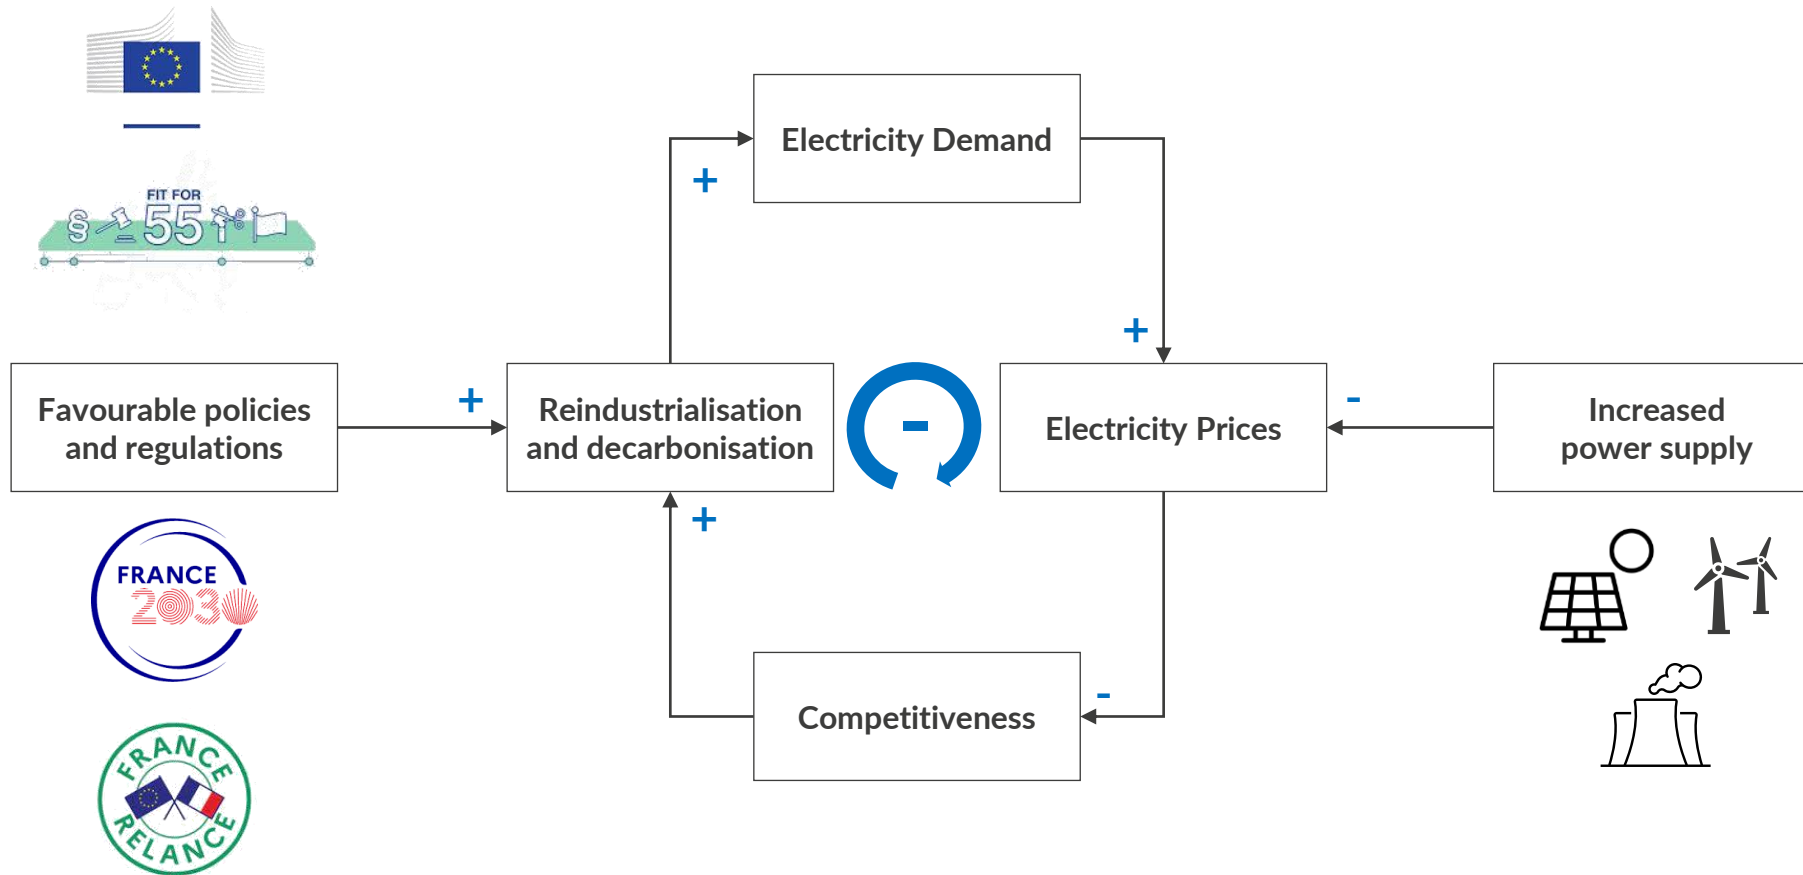 FIT FOR
55
Electricity Demand
+
+
Favourable policies
and regulations
+
Reindustrialisation
and decarbonisation
-
Electricity Prices
-
Increased
power supply
+
FRANCE
2030
Competitiveness
-
FRANCE
RELANCE